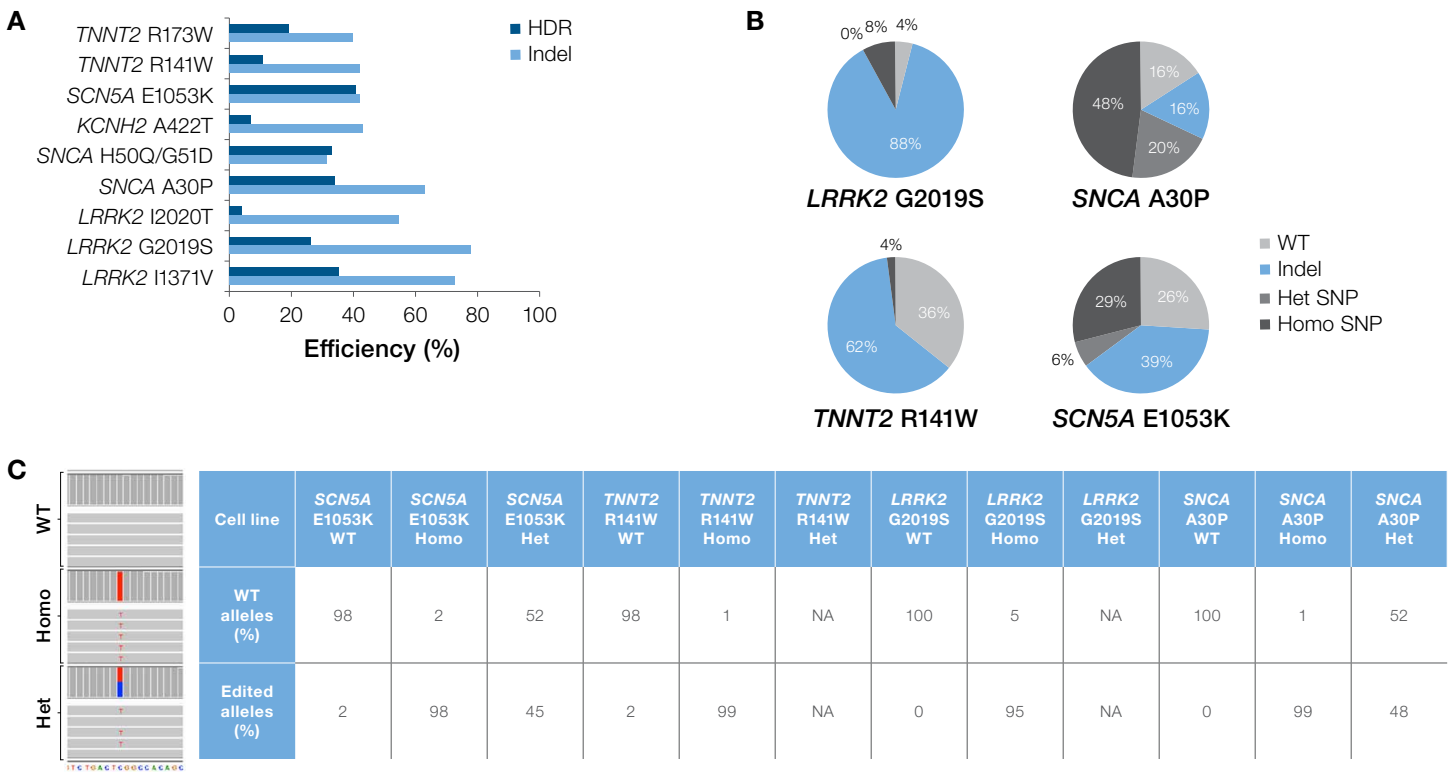 A
TNNT2 R173W
TNNT2 R141W
SCN5A E1053K
KCNH2 A422T
SNCA H50Q/G51D
SNCA A30P
LRRK2 I2020T
LRRK2 G2019S
LRRK2 I1371V
0 20 40 60 80 100
Efficiency (%)
HDR
Indel
B
0% 8% 4%
88%
LRRK2 G2019S
16%
48%
16%
20%
SNCA A30P
4%
36%
62%
TNNT2 R141W
29% 26%
6%
39%
SCN5A E1053K
WT
Indel
Het SNP
Homo SNP
C
WT
Homo
T
T
T
T
T
Het
T
T
T
TTCTGACTCGGCCACAGC
Cell line
SCN5A
E1053K
WT
SCN5A
E1053K
Homo
SCN5A
E1053K
Het
TNNT2
R141W
WT
TNNT2
R141W
Homo
TNNT2
R141W
Het
LRRK2
G2019S
WT
LRRK2
G2019S
Homo
LRRK2
G2019S
Het
SNCA
A30P
WT
SNCA
A30P
Homo
SNCA
A30P
Het
WT
alleles
(%)
98 2 52 98 1 NA 100 5 NA 100 1 52
Edited
alleles
(%)
2 98 45 2 99 NA 0 95 NA 0 99 48